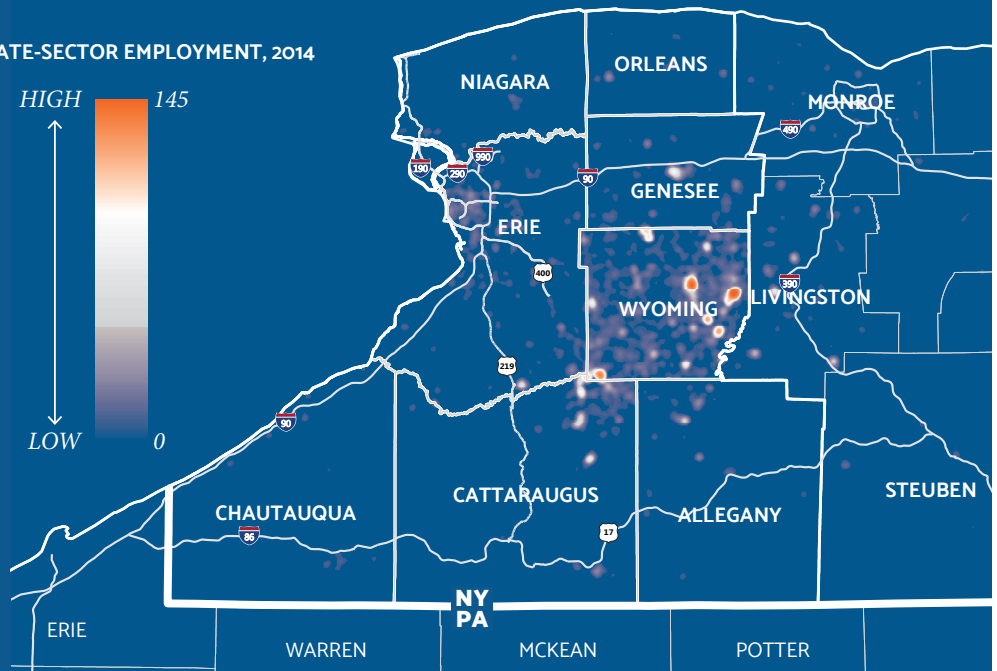 ATE-SECTOR EMPLOYMENT, 2014
HIGH
145
LOW
0
NIAGARA
ORLEANS
MONROE
490
990
190
290
90
GENESEE
ERIE
400
WYOMING
390
LIVINGSTON
219
90
CATTARAUGUS
CHAUTAUQUA
86
17
ALLEGANY
STEUBEN
NY
PA
ERIE
WARREN
MCKEAN
POTTER